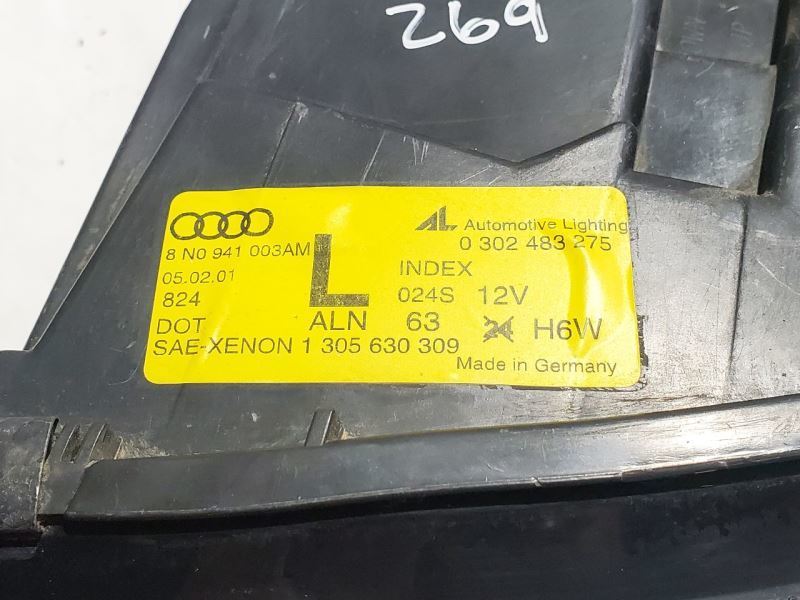 269
AL Automotive Lighting
8 N0 941 003AM L 0 302 483 275
05.02.01 INDEX
824 024S 12V
DOT ALN 63 24 H6W
SAE-XENON 1 305 630 309
Made in Germany